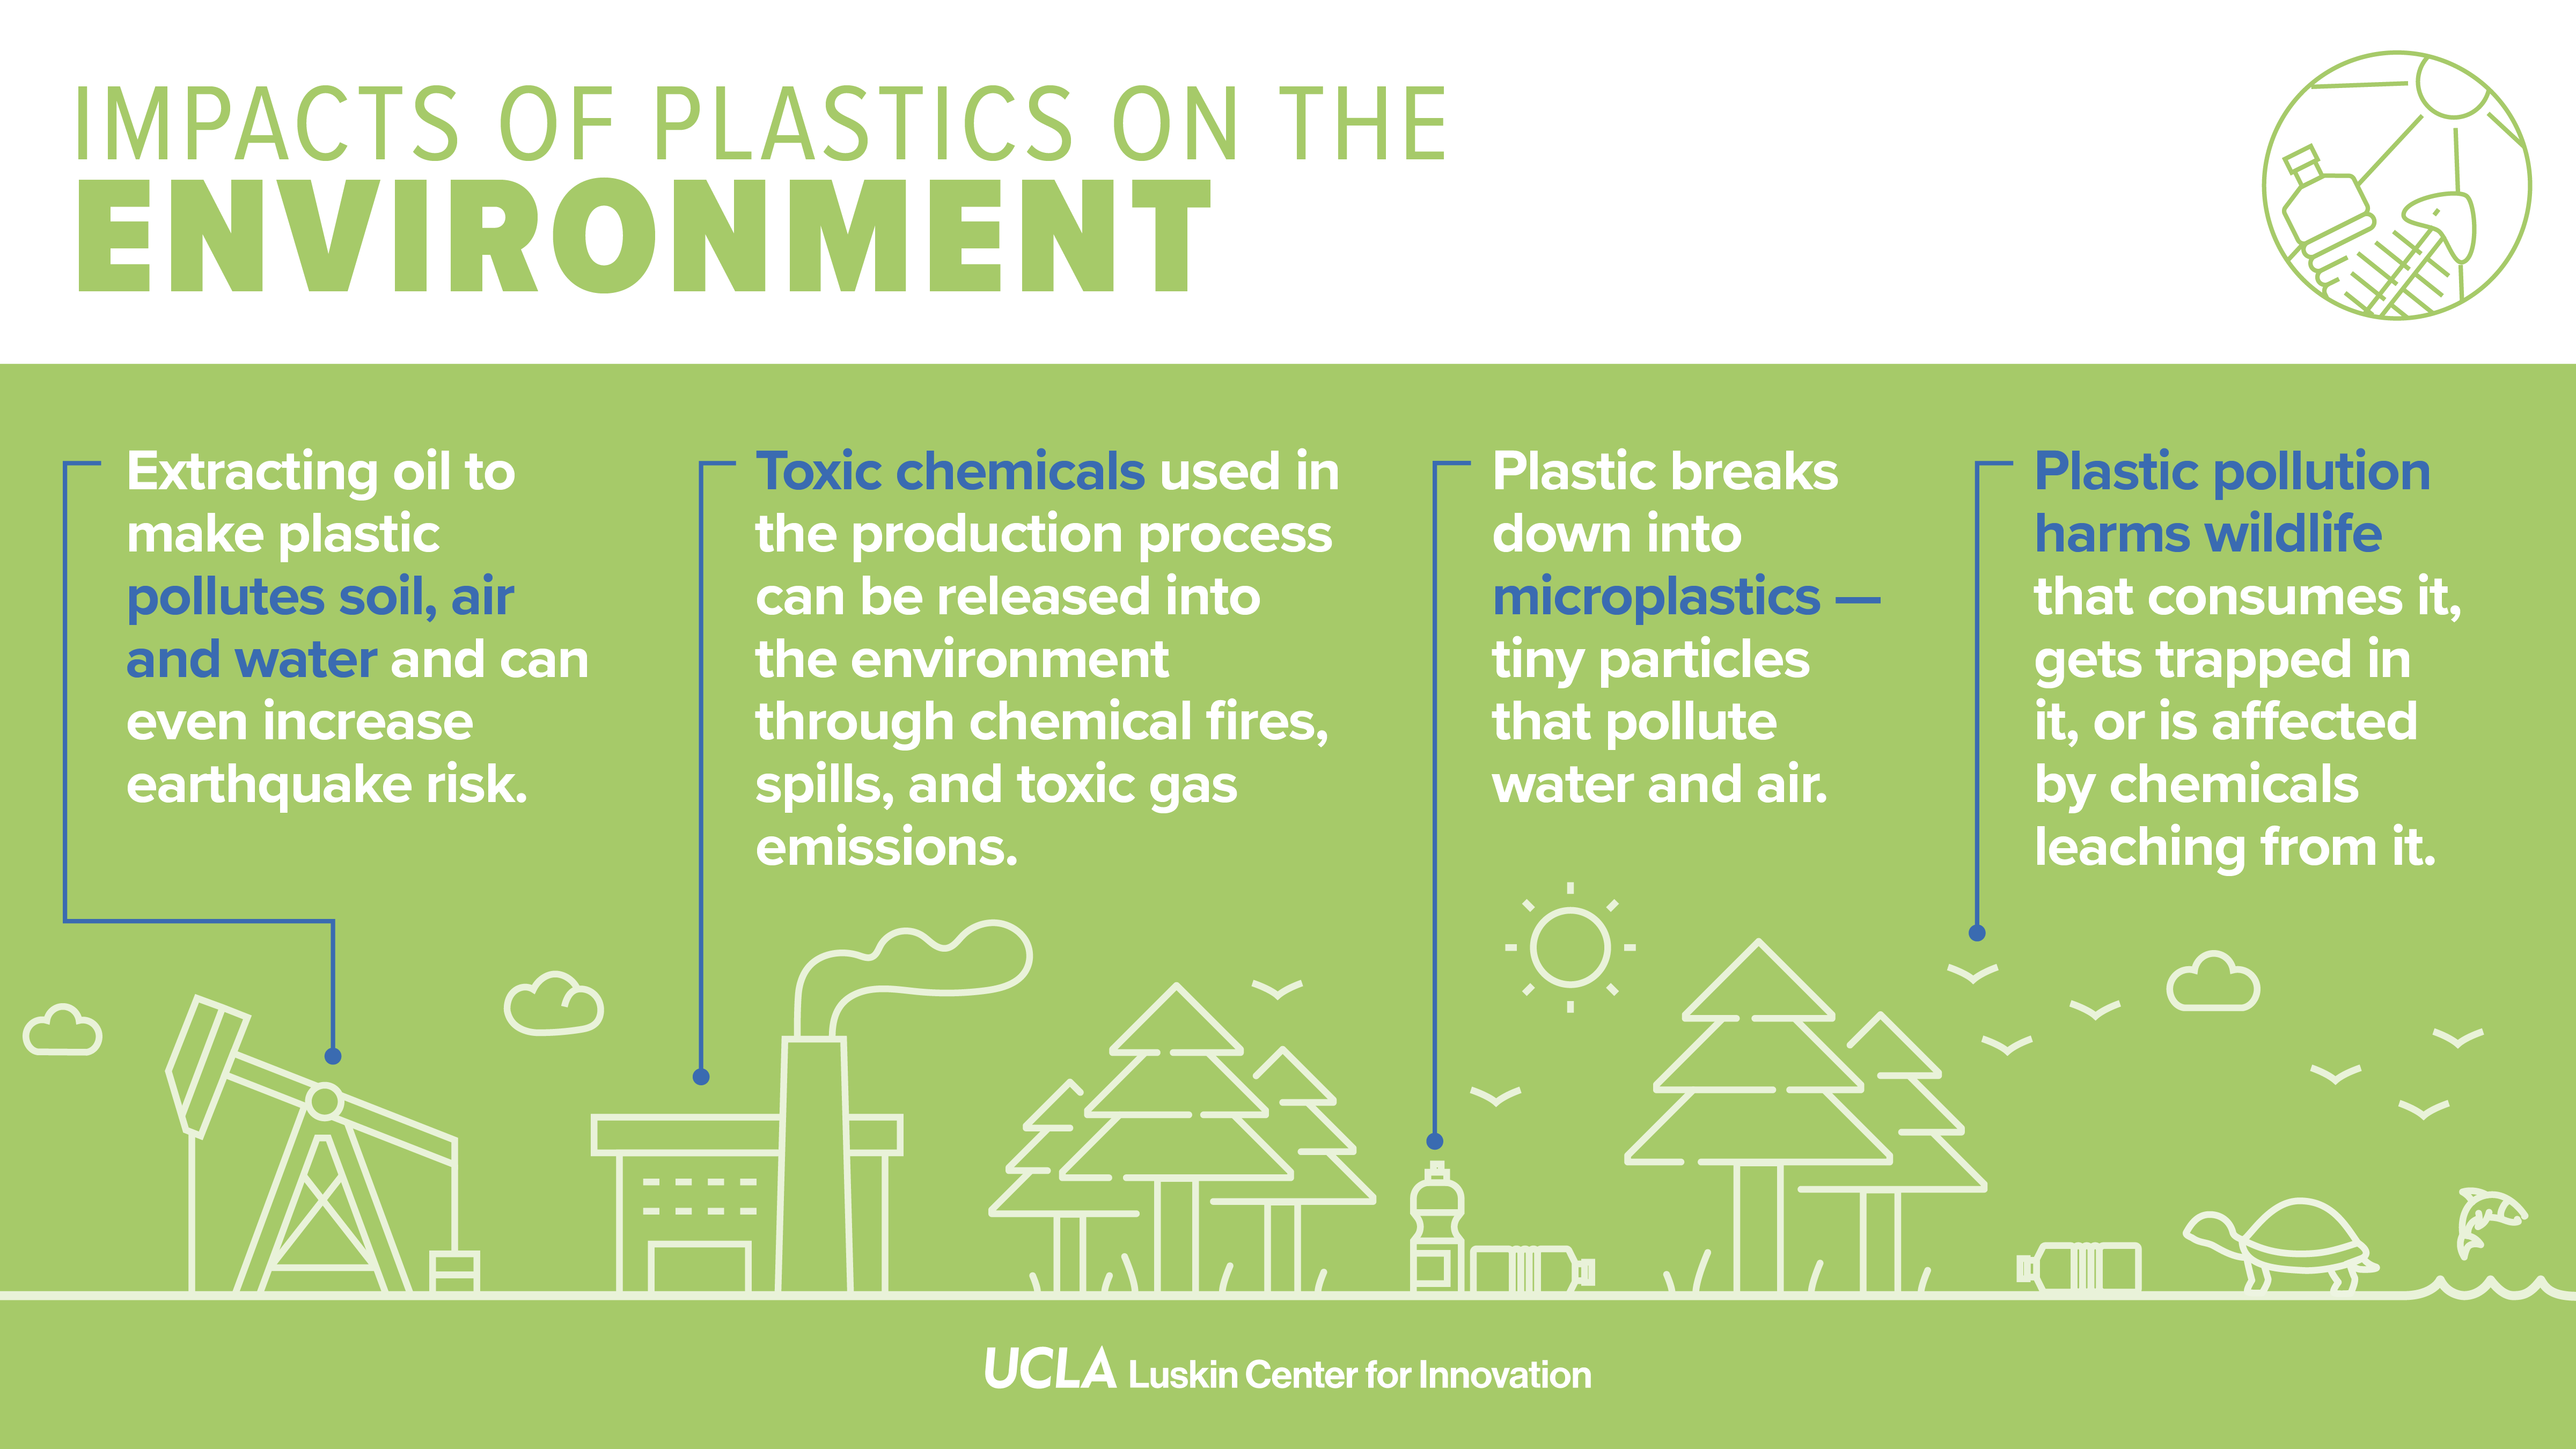 IMPACTS OF PLASTICS ON THE
ENVIRONMENT
Extracting oil to
make plastic
pollutes soil, air
and water and can
even increase
earthquake risk.
Toxic chemicals used in
the production process
can be released into
the environment
through chemical fires,
spills, and toxic gas
emissions.
Plastic breaks
down into
microplastics —
tiny particles
that pollute
water and air.
Plastic pollution
harms wildlife
that consumes it,
gets trapped in
it, or is affected
by chemicals
leaching from it.
UCLA Luskin Center for Innovation